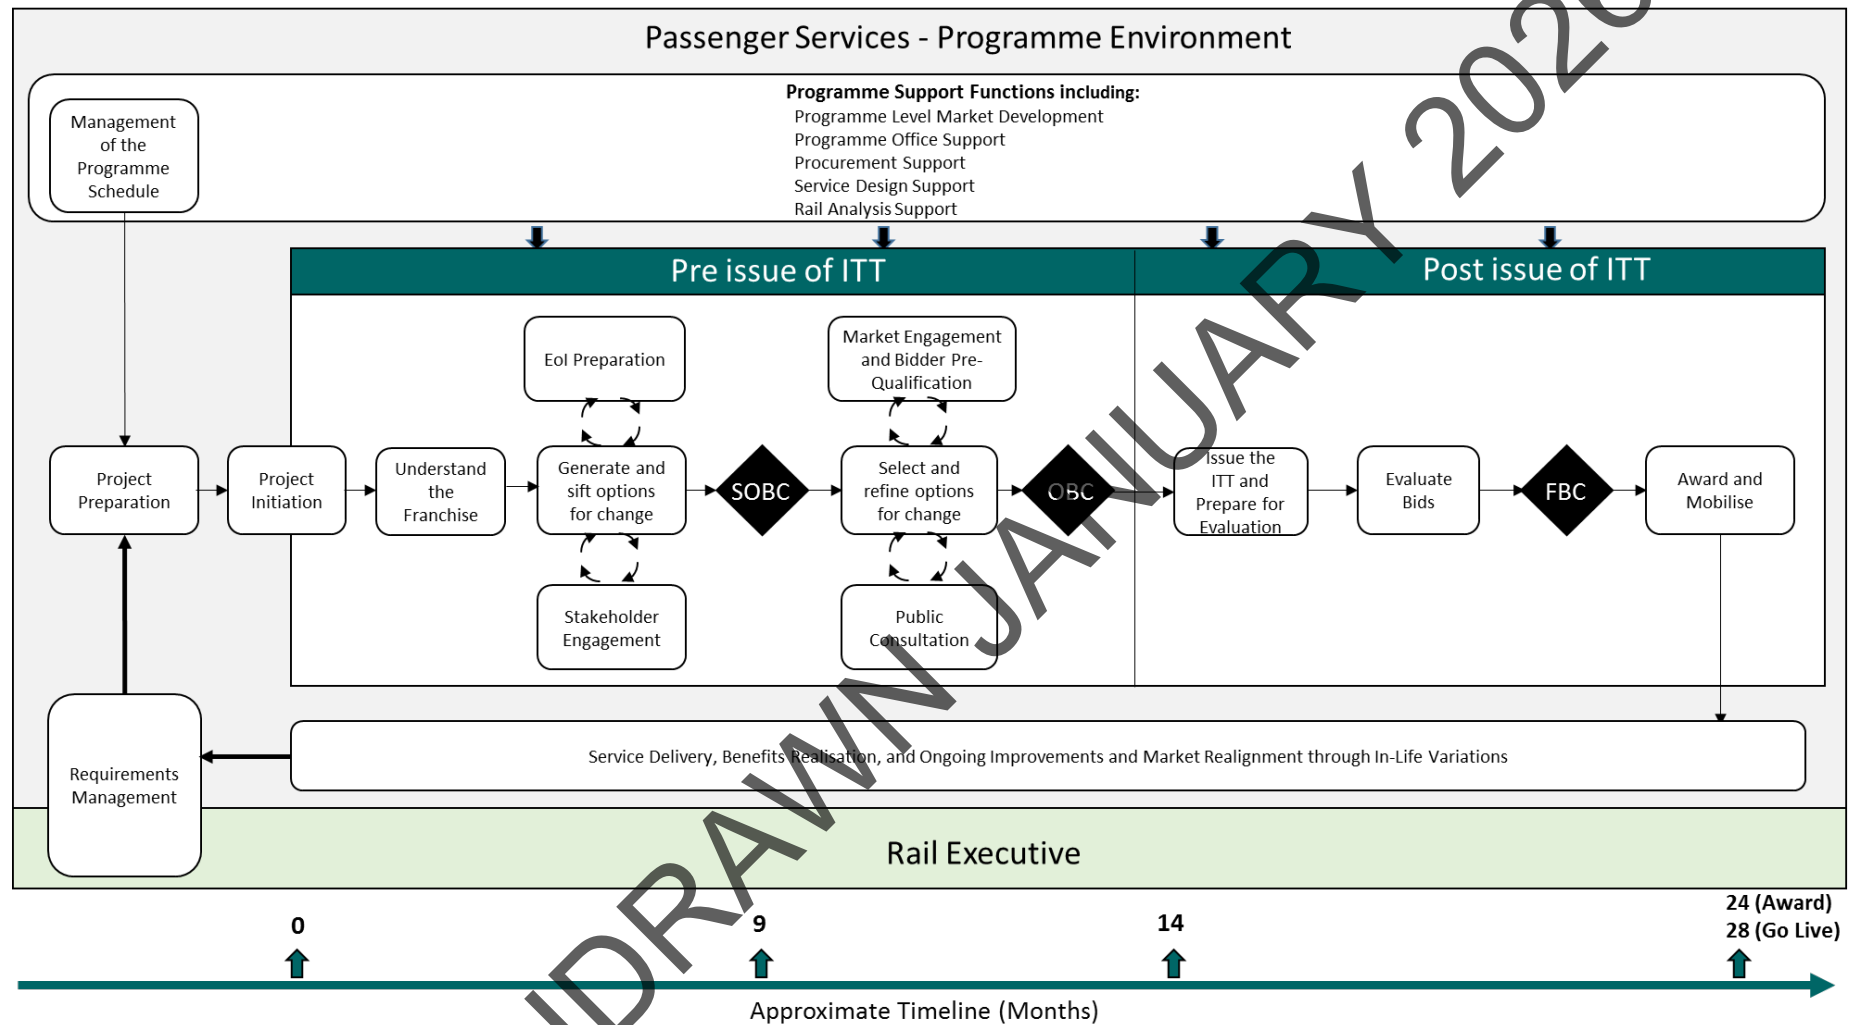 Passenger Services - Programme Environment
Management
of the
Programme
Schedule
Programme Support Functions including:
Programme Level Market Development
Programme Office Support
Procurement Support
Service Design Support
Rail Analysis Support
Pre issue of ITT
Post issue of ITT
EoI Preparation
Market Engagement
and Bidder Pre-
Qualification
Project
Preparation
Project
Initiation
Understand
the
Franchise
Generate and
sift options
for change
SOBC
Select and
refine options
for change
OBC
Issue the
ITT and
Prepare for
Evaluation
Evaluate
Bids
FBC
Award and
Mobilise
Stakeholder
Engagement
Public
Consultation
Requirements
Management
Service Delivery, Benefits Realisation, and Ongoing Improvements and Market Realignment through In-Life Variations
Rail Executive
0
9
14
24 (Award)
28 (Go Live)
Approximate Timeline (Months)
JANUARY